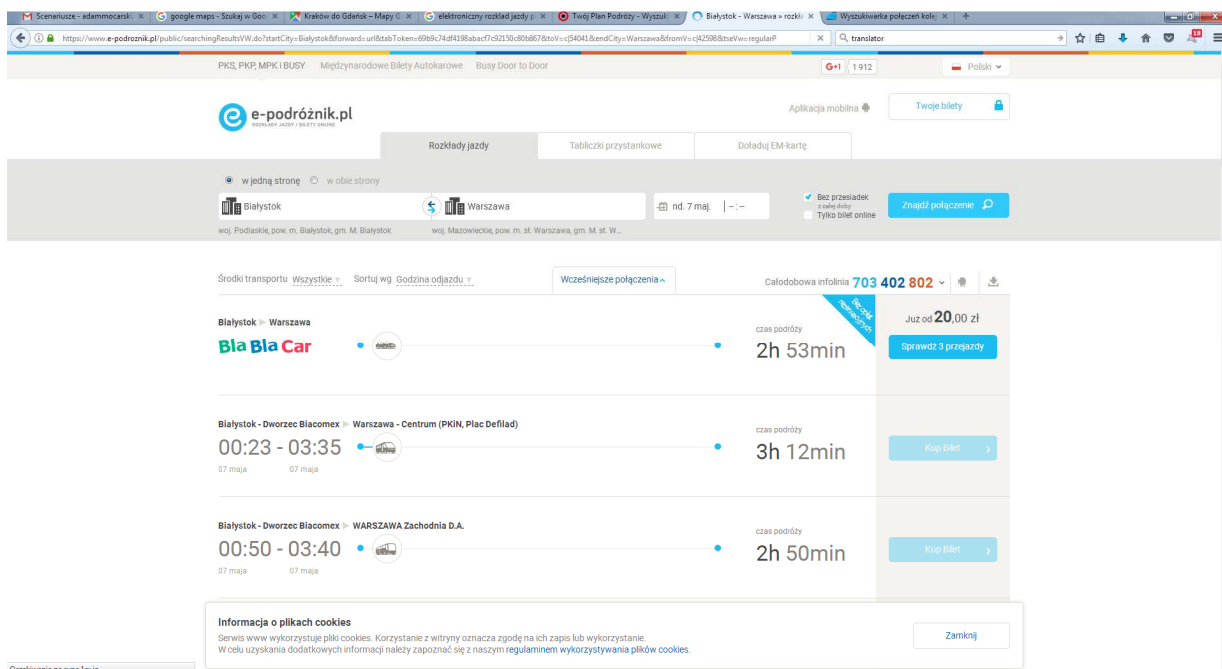 Scenariusze - adammocarski
google maps - Szukaj w Goo
Kraków do Gdańsk – Mapy G
elektroniczny rozkład jazdy p
Twój Plan Podróży - Wyszuki
Białystok - Warszawa » rozkła
Wyszukiwarka połączeń kolej
https://www.e-podroznik.pl/public/searchingResultsVW.do?startCity=Białystok&forward=url&tabToken=69b9c74df4198abacf7c92150c80b867&toV=c|54041&endCity=Warszawa&fromV=c|42598&tseVw=regularP
translator
PKS, PKP, MPK i BUSY Międzynarodowe Bilety Autokarowe Busy Door to Door
G+1 1 912
Polski
e-podróżnik.pl
ROZKŁADY JAZDY / BILETY ONLINE
Aplikacja mobilna
Twoje bilety
Rozkłady jazdy
Tabliczki przystankowe
Doładuj EM-kartę
w jedną stronę w obie strony
Białystok
Warszawa
nd. 7 maj. –:–
Bez przesiadek
z całej doby
Tylko bilet online
Znajdź połączenie
woj. Podlaskie, pow. m. Białystok, gm. M. Białystok
woj. Mazowieckie, pow. m. st. Warszawa, gm. M. st. W...
Środki transportu Wszystkie Sortuj wg Godzina odjazdu
Wcześniejsze połączenia
Całodobowa infolinia 703 402 802
Białystok Warszawa
BlaBlaCar
czas podróży
2h 53min
Bez opłat
rezerwacyjnych
Już od 20,00 zł
Sprawdź 3 przejazdy
Białystok - Dworzec Biacomex Warszawa - Centrum (PKiN, Plac Defilad)
00:23 - 03:35
07 maja 07 maja
czas podróży
3h 12min
Kup Bilet
Białystok - Dworzec Biacomex WARSZAWA Zachodnia D.A.
00:50 - 03:40
07 maja 07 maja
czas podróży
2h 50min
Kup Bilet
Informacja o plikach cookies
Serwis www wykorzystuje pliki cookies. Korzystanie z witryny oznacza zgodę na ich zapis lub wykorzystanie.
W celu uzyskania dodatkowych informacji należy zapoznać się z naszym regulaminem wykorzystywania plików cookies.
Zamknij